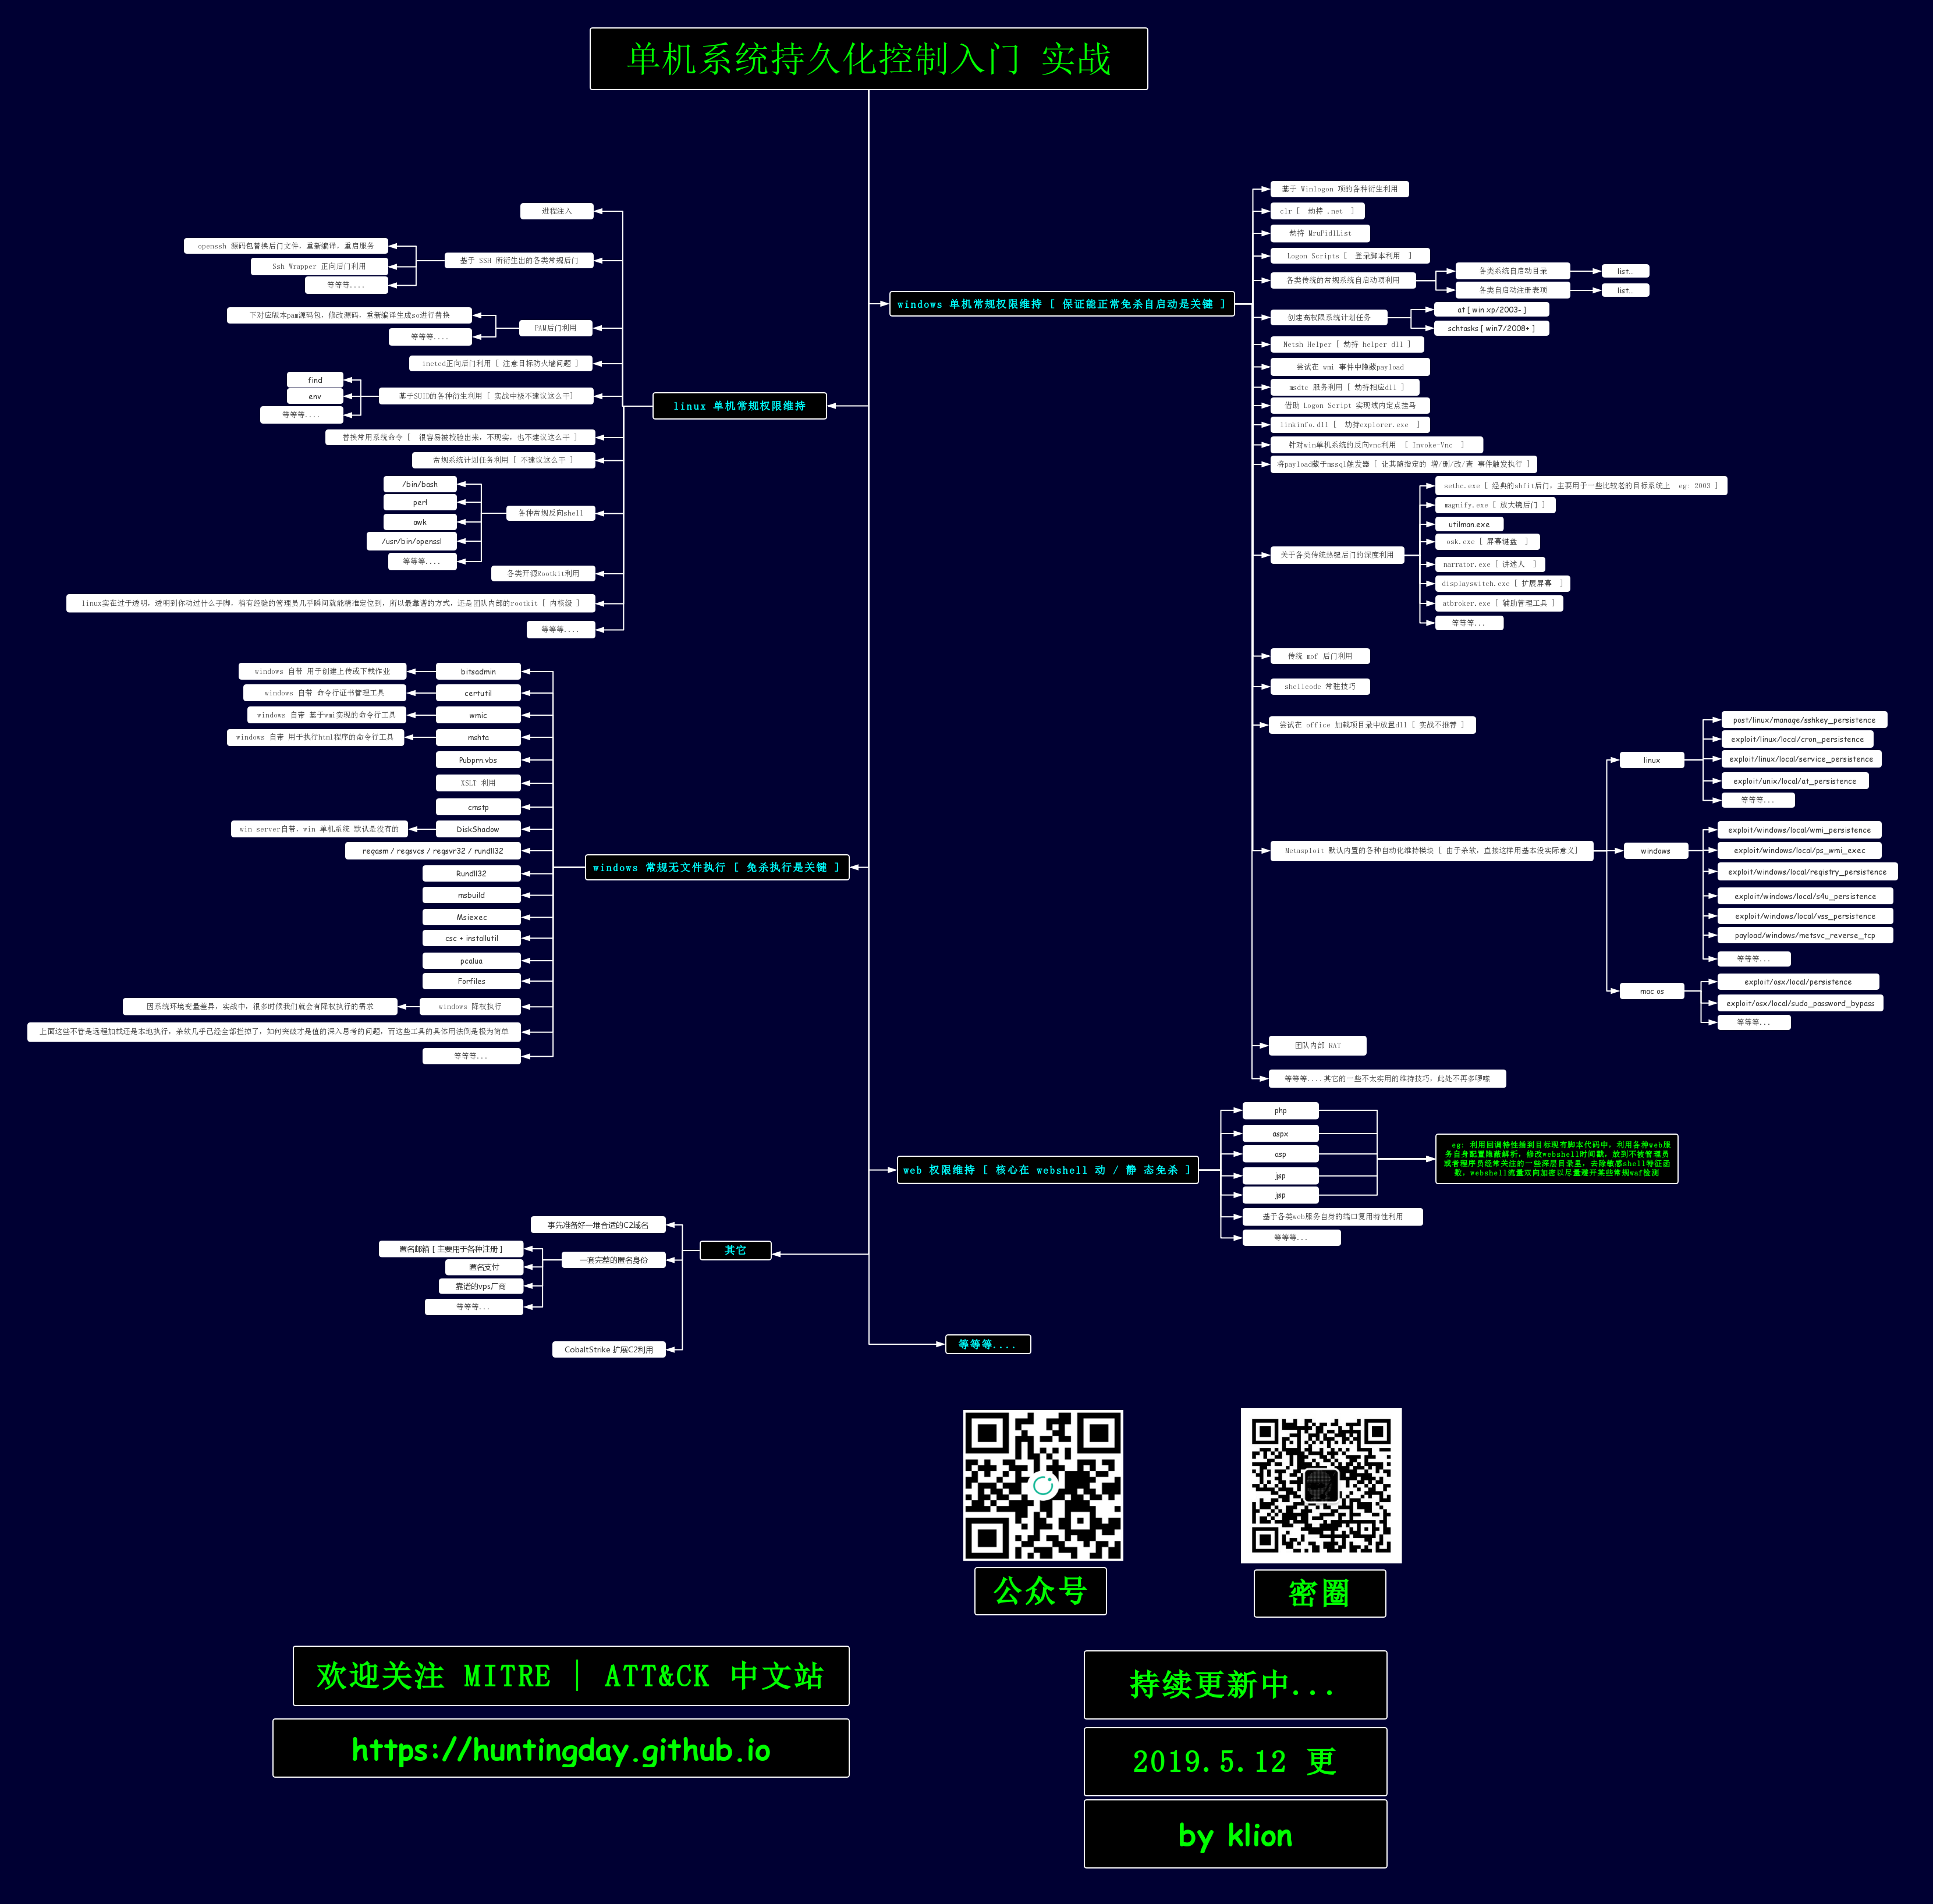 单机系统持久化控制入门 实战
linux 单机常规权限维持
进程注入
基于 SSH 所衍生出的各类常规后门
openssh 源码包替换后门文件，重新编译，重启服务
Ssh Wrapper 正向后门利用
等等等....
PAM后门利用
下对应版本pam源码包，修改源码，重新编译生成so进行替换
等等等....
ineted正向后门利用 [ 注意目标防火墙问题 ]
基于SUID的各种衍生利用 [ 实战中极不建议这么干]
find
env
等等等....
替换常用系统命令 [  很容易被校验出来，不现实，也不建议这么干 ]
常规系统计划任务利用 [ 不建议这么干 ]
各种常规反向shell
/bin/bash
perl
awk
/usr/bin/openssl
等等等....
各类开源Rootkit利用
linux实在过于透明，透明到你动过什么手脚，稍有经验的管理员几乎瞬间就能精准定位到，所以最靠谱的方式，还是团队内部的rootkit [ 内核级 ]
等等等....
windows 常规无文件执行 [ 免杀执行是关键 ]
bitsadmin
windows 自带 用于创建上传或下载作业
certutil
windows 自带 命令行证书管理工具
wmic
windows 自带 基于wmi实现的命令行工具
mshta
windows 自带 用于执行html程序的命令行工具
Pubprn.vbs
XSLT 利用
cmstp
DiskShadow
win server自带，win 单机系统 默认是没有的
regasm / regsvcs / regsvr32 / rundll32
Rundll32
msbuild
Msiexec
csc + installutil
pcalua
Forfiles
windows 降权执行
因系统环境变量差异，实战中，很多时候我们就会有降权执行的需求
上面这些不管是远程加载还是本地执行，杀软几乎已经全部拦掉了，如何突破才是值的深入思考的问题，而这些工具的具体用法倒是极为简单
等等等...
其它
事先准备好一堆合适的C2域名
一套完整的匿名身份
匿名邮箱 [ 主要用于各种注册 ]
匿名支付
靠谱的vps厂商
等等等...
CobaltStrike 扩展C2利用
windows 单机常规权限维持 [ 保证能正常免杀自启动是关键 ]
基于 Winlogon 项的各种衍生利用
clr [  劫持 .net  ]
劫持 MruPidlList
Logon Scripts [  登录脚本利用  ]
各类传统的常规系统自启动项利用
各类系统自启动目录
list...
各类自启动注册表项
list...
创建高权限系统计划任务
at [ win xp/2003- ]
schtasks [ win7/2008+ ]
Netsh Helper [ 劫持 helper dll ]
尝试在 wmi 事件中隐藏payload
msdtc 服务利用 [ 劫持相应dll ]
借助 Logon Script 实现域内定点挂马
linkinfo.dll [  劫持explorer.exe  ]
针对win单机系统的反向vnc利用  [ Invoke-Vnc  ]
将payload藏于mssql触发器 [ 让其随指定的 增/删/改/查 事件触发执行 ]
关于各类传统热键后门的深度利用
sethc.exe [ 经典的shfit后门，主要用于一些比较老的目标系统上  eg: 2003 ]
magnify.exe [ 放大镜后门 ]
utilman.exe
osk.exe [ 屏幕键盘  ]
narrator.exe [ 讲述人  ]
displayswitch.exe [ 扩展屏幕  ]
atbroker.exe [ 辅助管理工具 ]
等等等...
传统 mof 后门利用
shellcode 常驻技巧
尝试在 office 加载项目录中放置dll [ 实战不推荐 ]
Metasploit 默认内置的各种自动化维持模块 [ 由于杀软，直接这样用基本没实际意义]
linux
post/linux/manage/sshkey_persistence
exploit/linux/local/cron_persistence
exploit/linux/local/service_persistence
exploit/unix/local/at_persistence
等等等...
windows
exploit/windows/local/wmi_persistence
exploit/windows/local/ps_wmi_exec
exploit/windows/local/registry_persistence
exploit/windows/local/s4u_persistence
exploit/windows/local/vss_persistence
payload/windows/metsvc_reverse_tcp
等等等...
mac os
exploit/osx/local/persistence
exploit/osx/local/sudo_password_bypass
等等等...
团队内部 RAT
等等等....其它的一些不太实用的维持技巧，此处不再多啰嗦
web 权限维持 [ 核心在 webshell 动 / 静 态免杀 ]
php
aspx
asp
jsp
jsp
eg: 利用回调特性插到目标现有脚本代码中，利用各种web服
务自身配置隐蔽解析，修改webshell时间戳，放到不被管理员
或者程序员经常关注的一些深层目录里，去除敏感shell特征函
数，webshell流量双向加密以尽量避开某些常规waf检测
基于各类web服务自身的端口复用特性利用
等等等...
等等等....
公众号
密圈
欢迎关注 MITRE | ATT&CK 中文站
https://huntingday.github.io
持续更新中...
2019.5.12 更
by klion